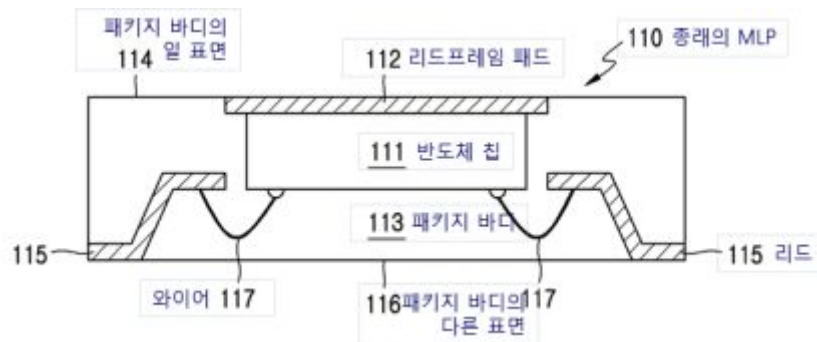 패키지 바디의
일 표면
114
112 리드프레임 패드
110 종래의 MLP
111 반도체 칩
113 패키지 바디
115
115 리드
와이어 117
117
116 패키지 바디의
다른 표면